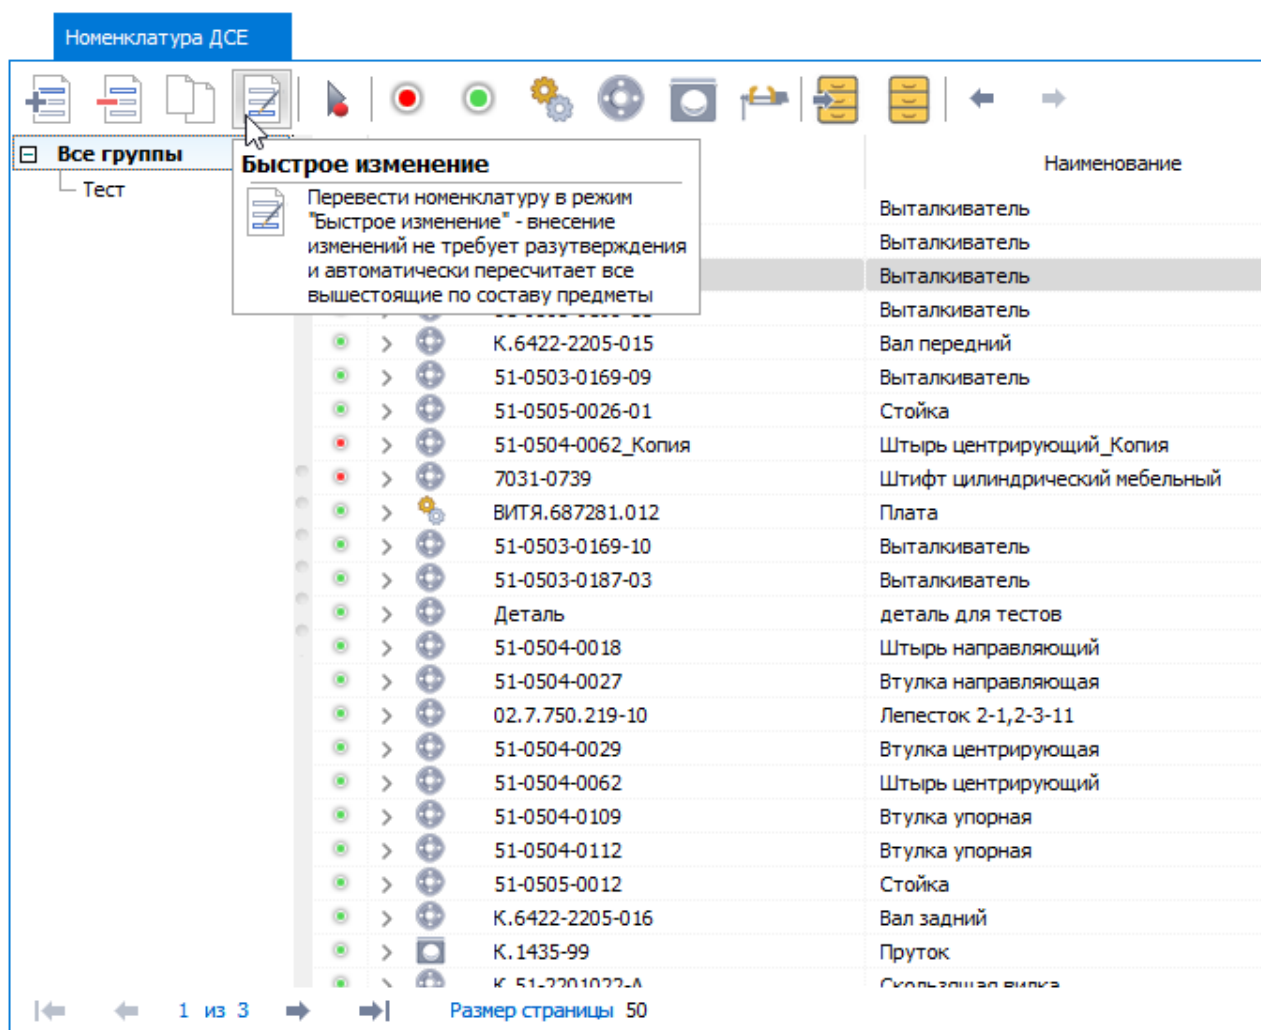 Номенклатура ДСЕ
Все группы
Тест
Быстрое изменение
Перевести номенклатуру в режим
"Быстрое изменение" - внесение
изменений не требует разутверждения
и автоматически пересчитает все
вышестоящие по составу предметы
Наименование
Выталкиватель
Выталкиватель
Выталкиватель
Выталкиватель
К.6422-2205-015 Вал передний
51-0503-0169-09 Выталкиватель
51-0505-0026-01 Стойка
51-0504-0062_Копия Штырь центрирующий_Копия
7031-0739 Штифт цилиндрический мебельный
ВИТЯ.687281.012 Плата
51-0503-0169-10 Выталкиватель
51-0503-0187-03 Выталкиватель
Деталь деталь для тестов
51-0504-0018 Штырь направляющий
51-0504-0027 Втулка направляющая
02.7.750.219-10 Лепесток 2-1,2-3-11
51-0504-0029 Втулка центрирующая
51-0504-0062 Штырь центрирующий
51-0504-0109 Втулка упорная
51-0504-0112 Втулка упорная
51-0505-0012 Стойка
К.6422-2205-016 Вал задний
К.1435-99 Пруток
К.51-2201022-А Скользящая вилка
1 из 3 Размер страницы 50